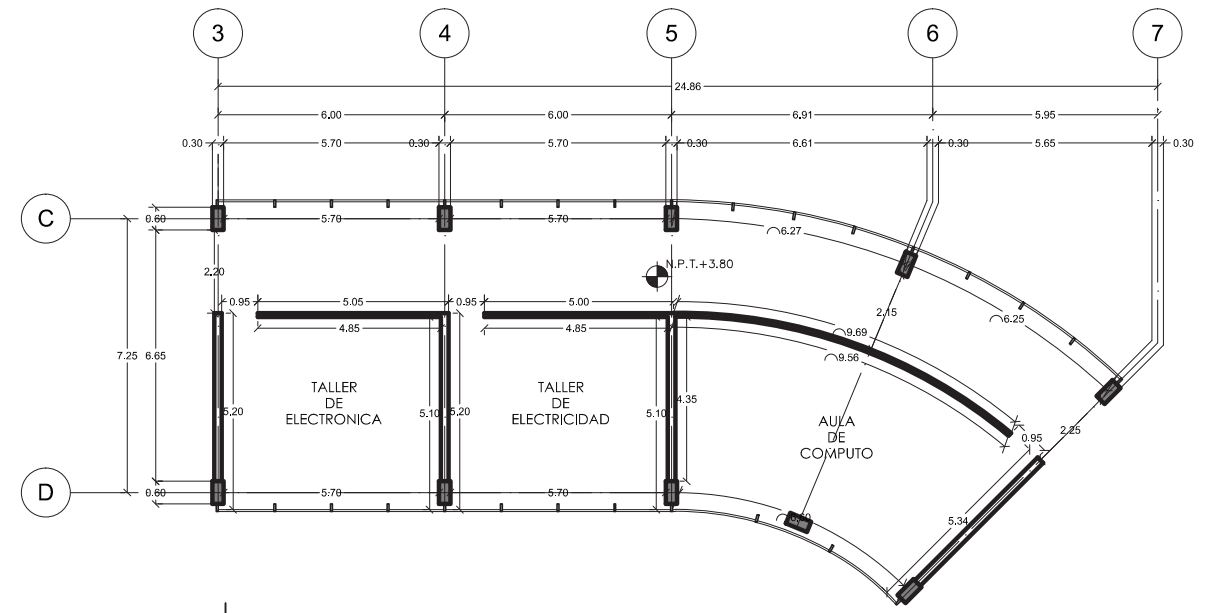 3 4 5 6 7
24.86
6.00 6.00 6.91 5.95
0.30 5.70 0.30 5.70 0.30 6.61 0.30 5.65 0.30
C
0.60 5.70 5.70 6.27
N.P.T.+3.80
2.20
0.95 5.05 0.95 5.00 2.15 6.25
4.85 4.85 9.69
7.25 6.65 9.56
TALLER
DE
ELECTRONICA
TALLER
DE
ELECTRICIDAD
AULA
DE
COMPUTO
5.20 5.10 5.20 5.10 4.35
0.95 2.25
D
0.60 5.70 5.70
5.34